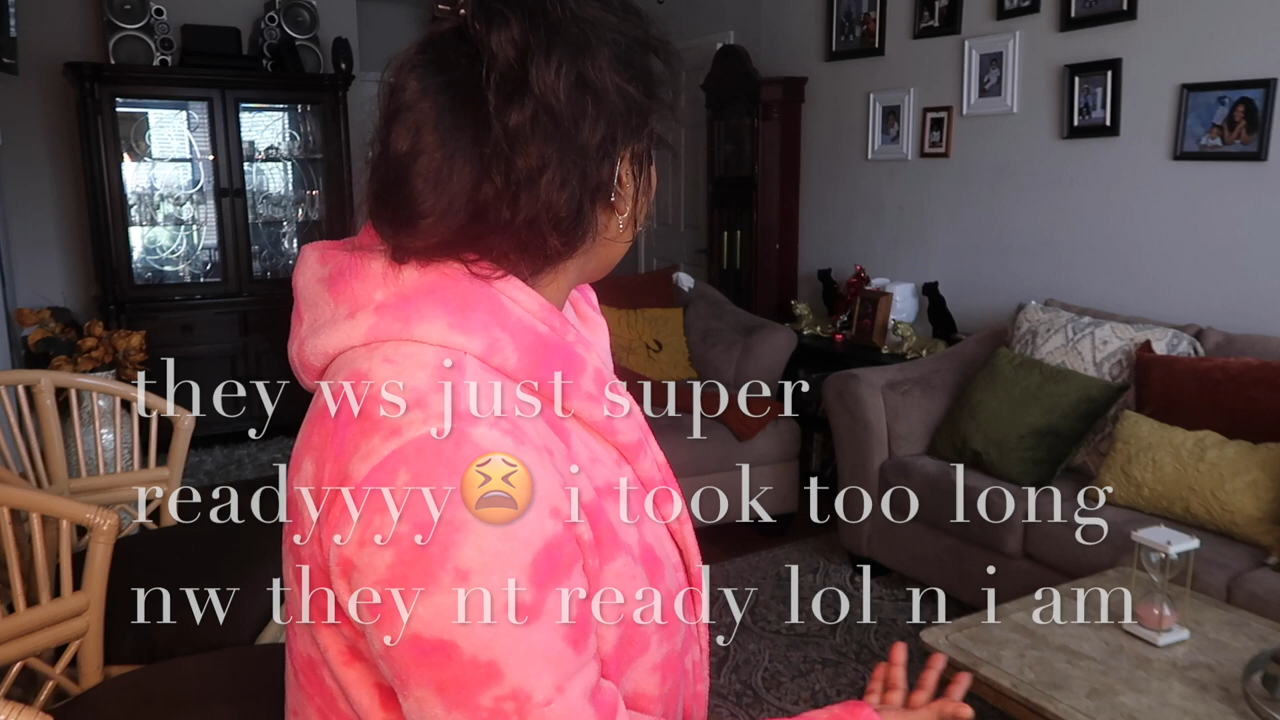 they ws just super
readyyyy😫 i took too long
nw they nt ready lol n i am